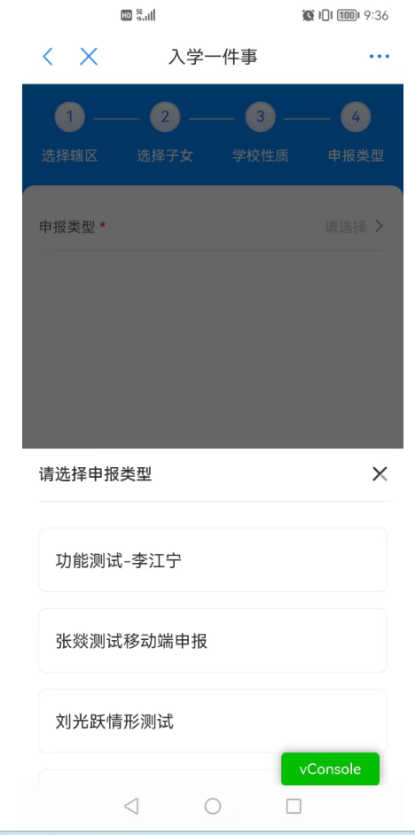 HD 5G 100 9:36
入学一件事
1 2 3 4
选择辖区 选择子女 学校性质 申报类型
申报类型 * 请选择
请选择申报类型
功能测试-李江宁
张燚测试移动端申报
刘光跃情形测试
vConsole